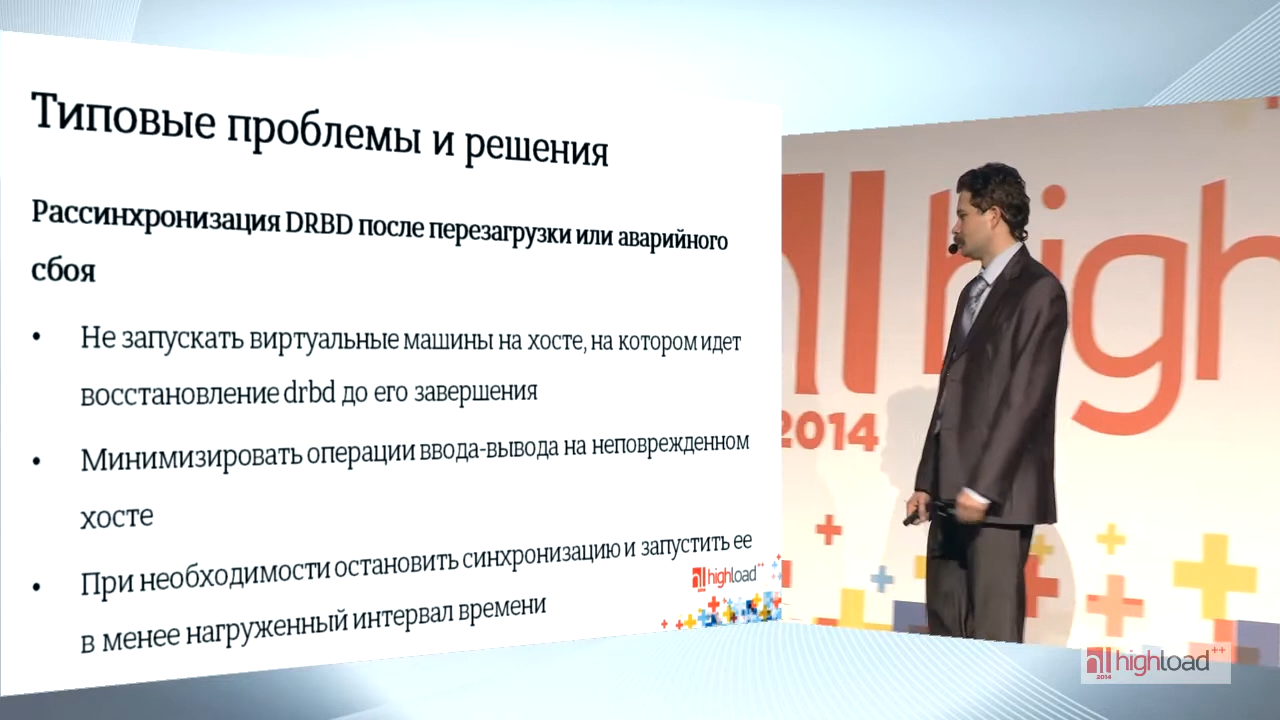 Типовые проблемы и решения
Рассинхронизация DRBD после перезагрузки или аварийного
сбоя
• Не запускать виртуальные машины на хосте, на котором идет
восстановление drbd до его завершения
• Минимизировать операции ввода-вывода на неповрежденном
хосте
• При необходимости остановить синхронизацию и запустить ее
в менее нагруженный интервал времени
highload++
high
2014
highload++
2014